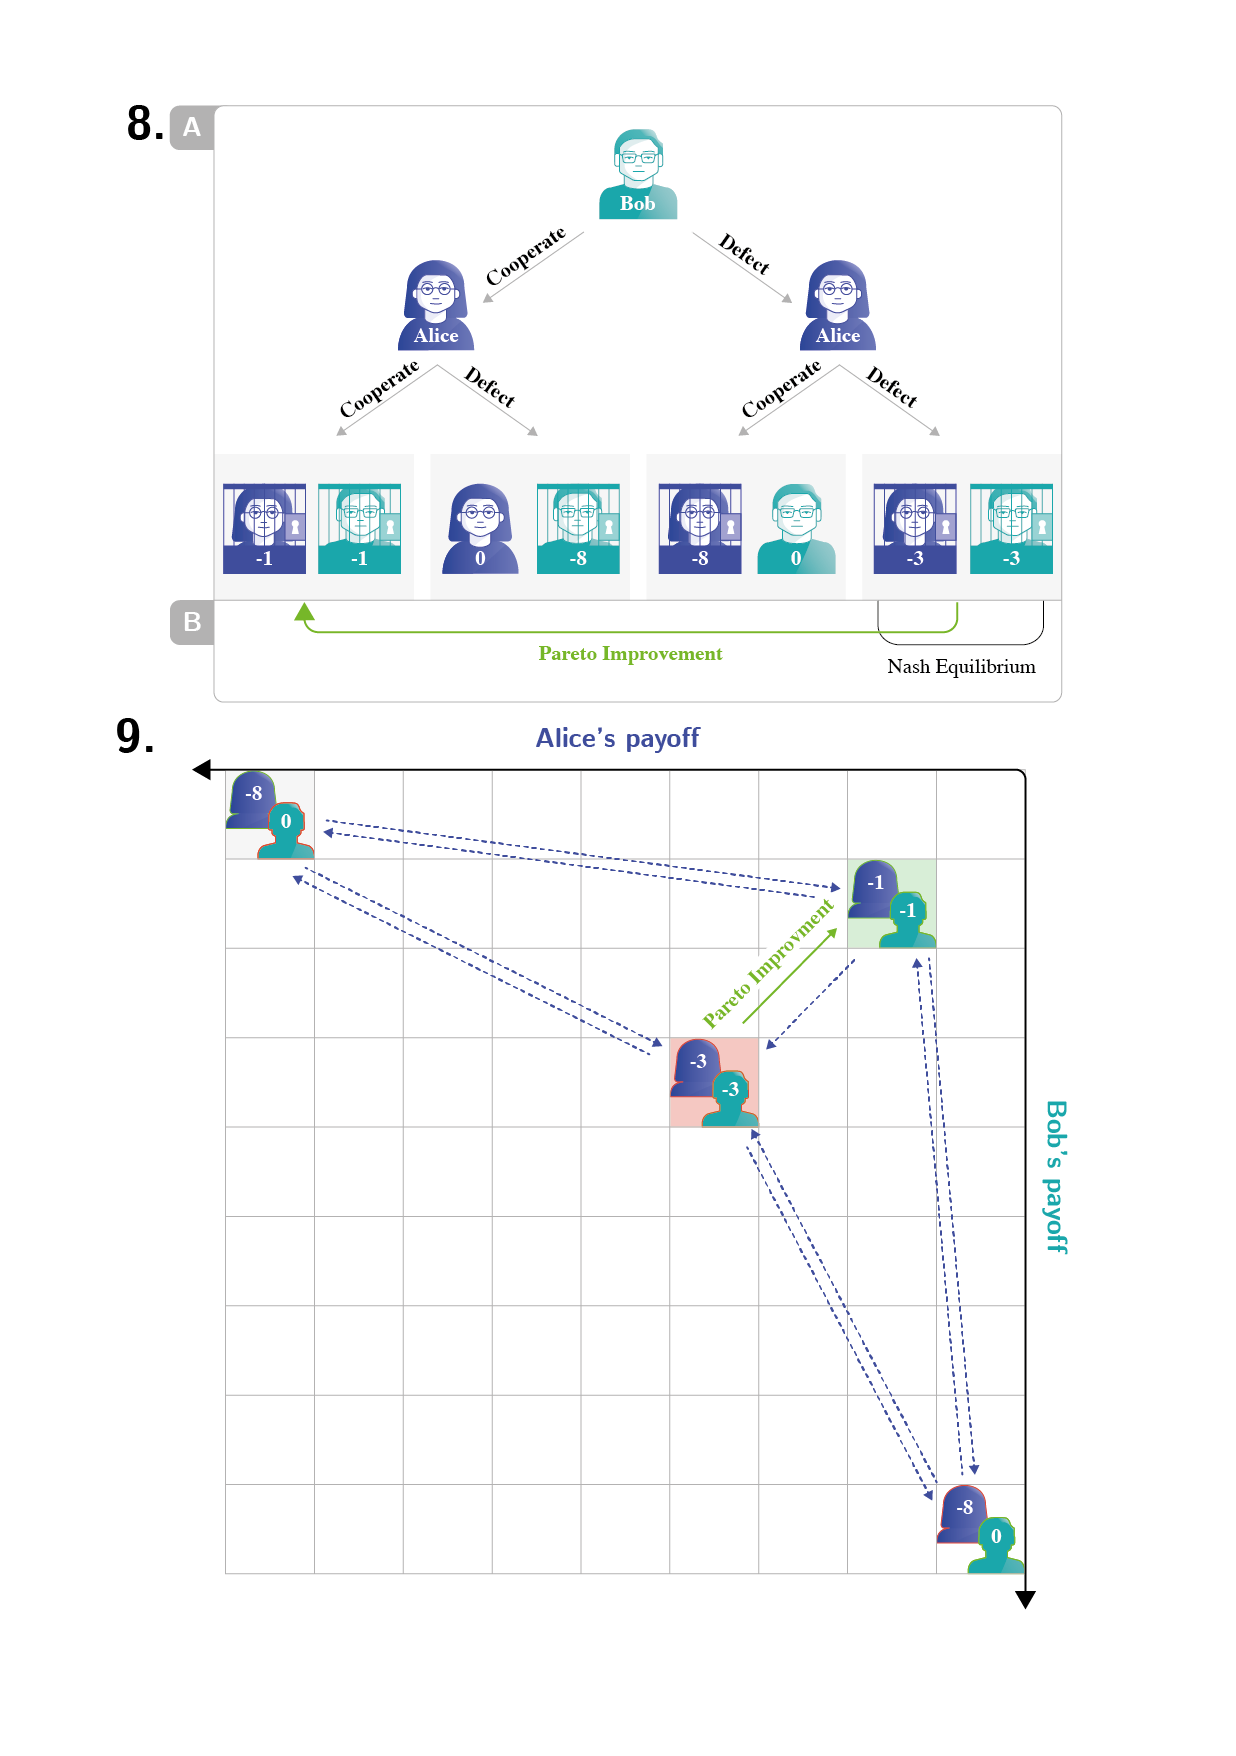 8.
A
Bob
Cooperate
Defect
Alice
Alice
Cooperate
Defect
Cooperate
Defect
-1
-1
0
-8
-8
0
-3
-3
B
Pareto Improvement
Nash Equilibrium
9.
Alice's payoff
-8
0
-1
-1
Pareto Improvment
-3
-3
Bob's payoff
-8
0